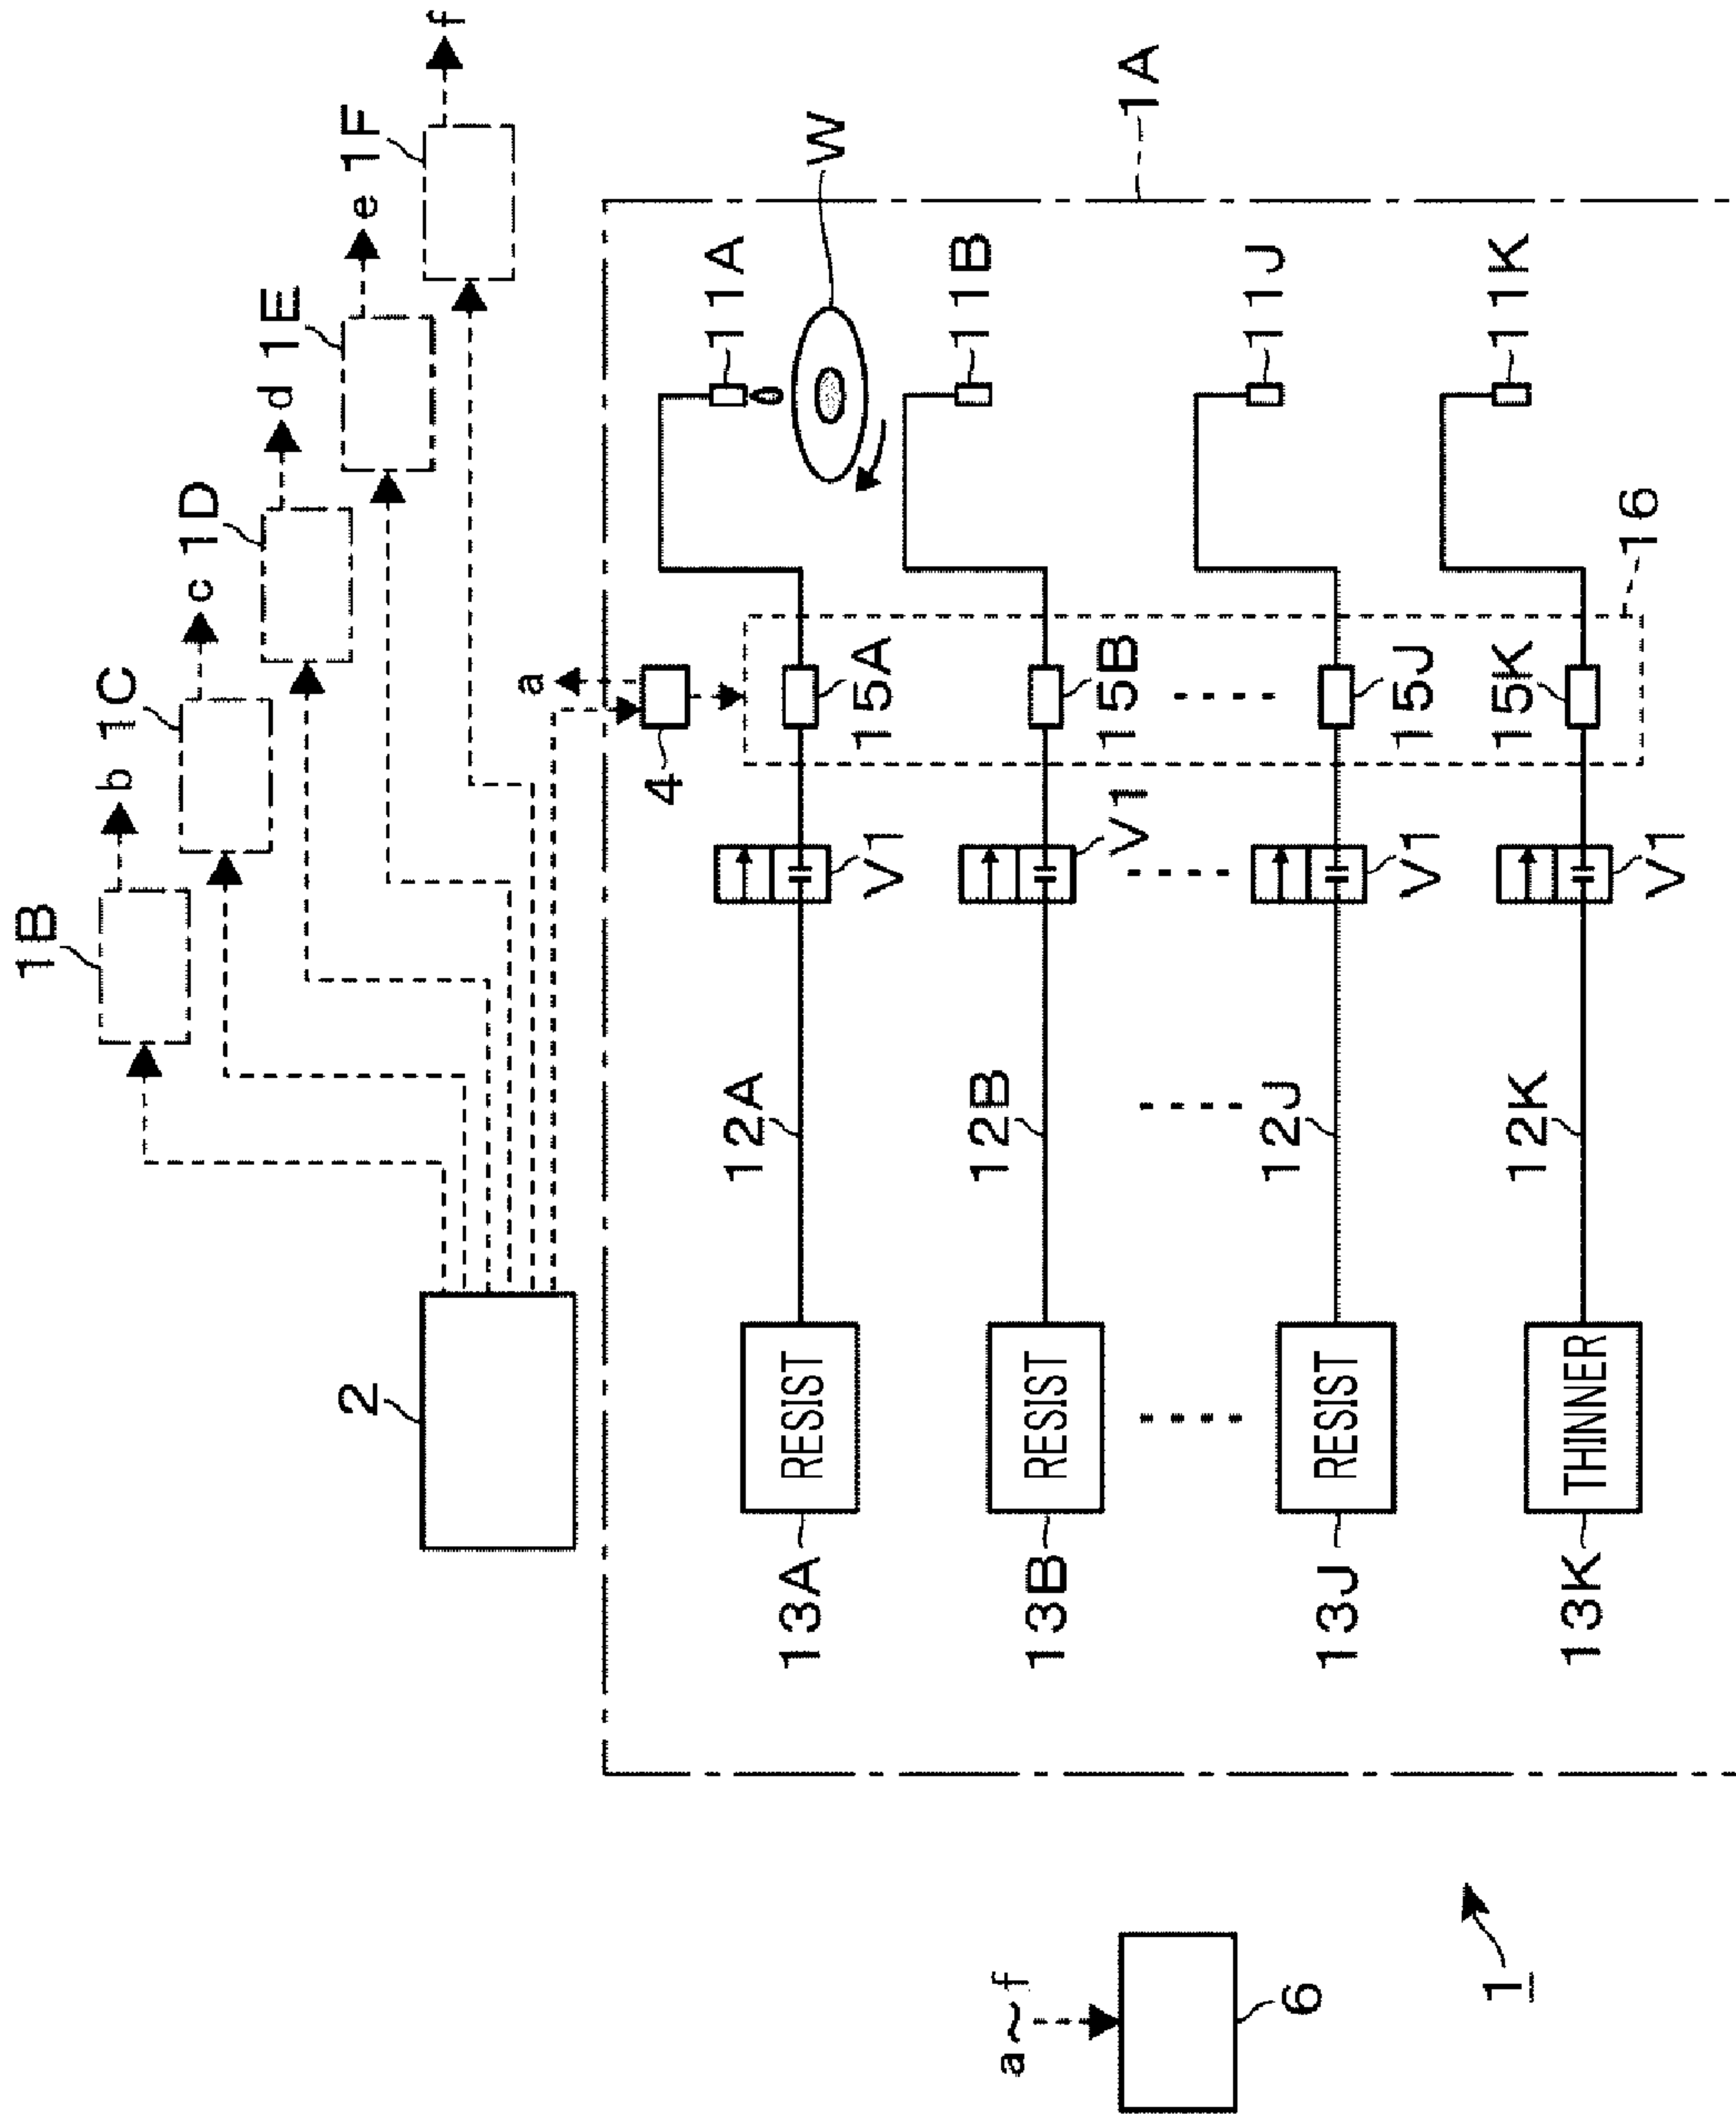 1B
b
1C
c
1D
d
1E
e
1F
f
2
a
4
1A
11A
W
11B
11J
11K
16
15A
15B
15J
15K
V1
V1
V1
V1
12A
12B
12J
12K
RESIST
RESIST
RESIST
THINNER
13A
13B
13J
13K
a~f
6
1